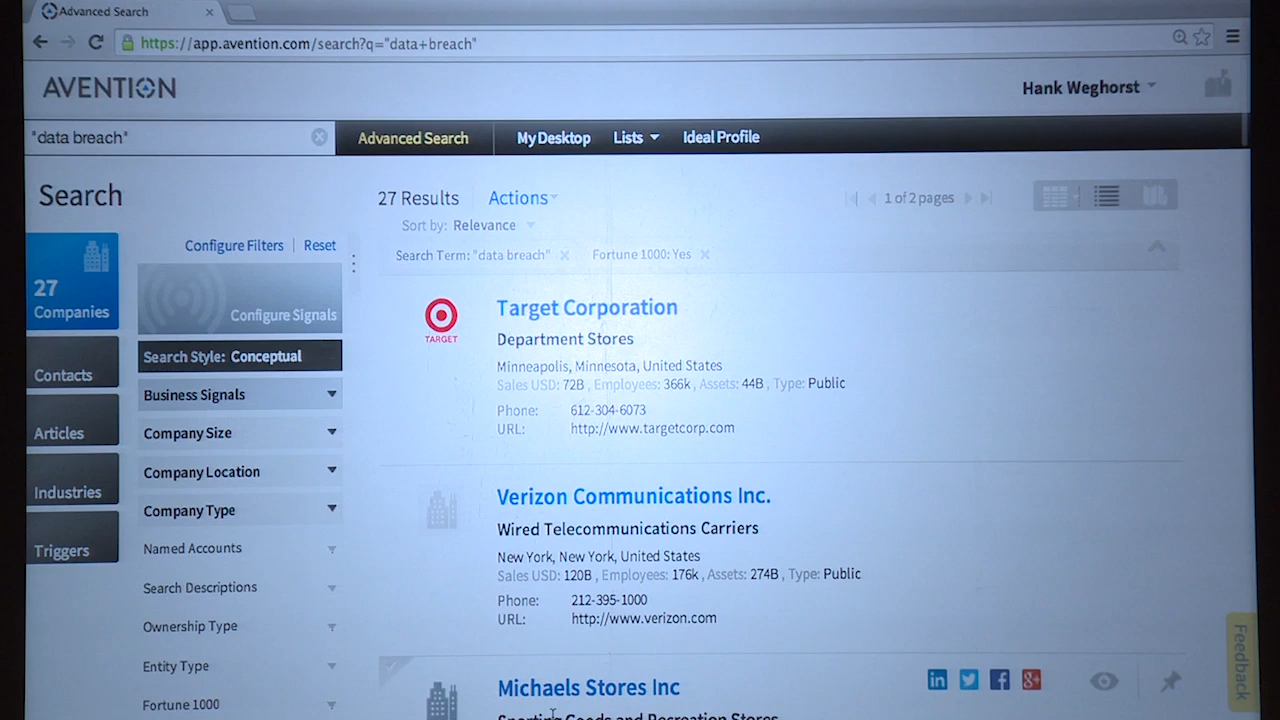 Advanced Search
https://app.avention.com/search?q="data+breach"
AVENTION
Hank Weghorst
"data breach"
Advanced Search
My Desktop
Lists
Ideal Profile
Search
27 Results
Actions
1 of 2 pages
Sort by: Relevance
Configure Filters
Reset
Search Term: "data breach"
Fortune 1000: Yes
27
Companies
Contacts
Articles
Industries
Triggers
Configure Signals
Search Style: Conceptual
Business Signals
Company Size
Company Location
Company Type
Named Accounts
Search Descriptions
Ownership Type
Entity Type
Fortune 1000
TARGET
Target Corporation
Department Stores
Minneapolis, Minnesota, United States
Sales USD: 72B , Employees: 366k , Assets: 44B , Type: Public
Phone: 612-304-6073
URL: http://www.targetcorp.com
Verizon Communications Inc.
Wired Telecommunications Carriers
New York, New York, United States
Sales USD: 120B , Employees: 176k , Assets: 274B , Type: Public
Phone: 212-395-1000
URL: http://www.verizon.com
Michaels Stores Inc
Sporting Goods and Recreation Stores
in
f
g+
Feedback